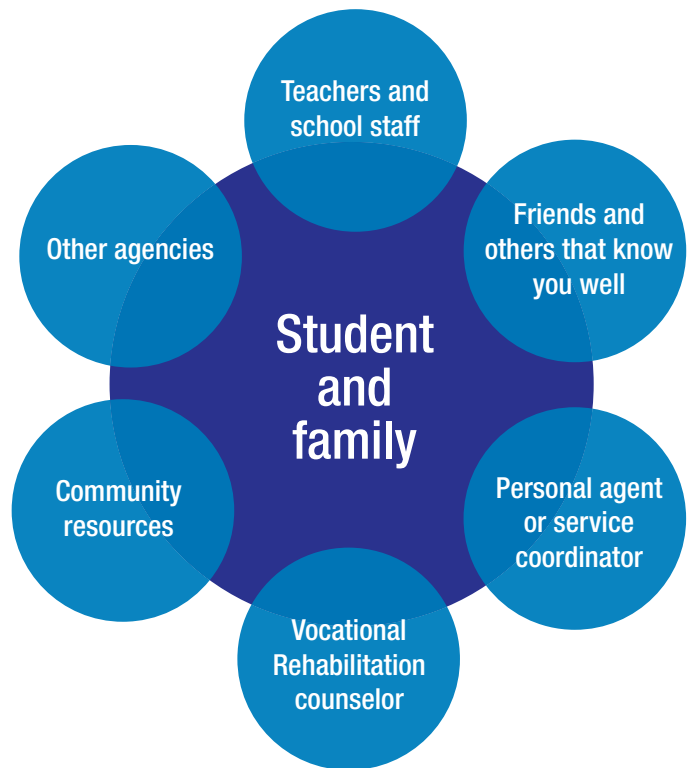 Teachers and
school staff
Friends and
others that know
you well
Other agencies
Student
and
family
Community
resources
Personal agent
or service
coordinator
Vocational
Rehabilitation
counselor